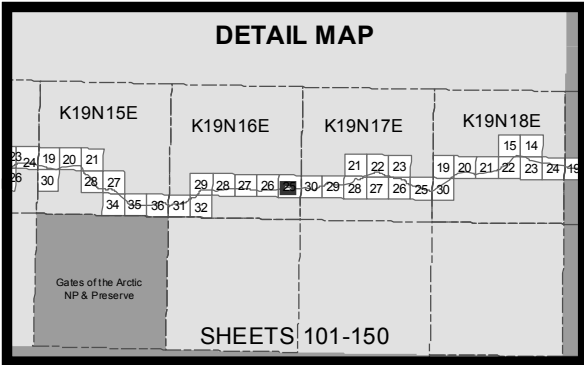 DETAIL MAP
K19N15E
K19N16E
K19N17E
K19N18E
15 14
23 24 19 20 21
21 22 23
19 20 21 22 23 24 19
26 30 28 27
29 28 27 26 25 30 29 28 27 26 25 30
34 35 36 31 32
Gates of the Arctic
NP & Preserve
SHEETS 101-150